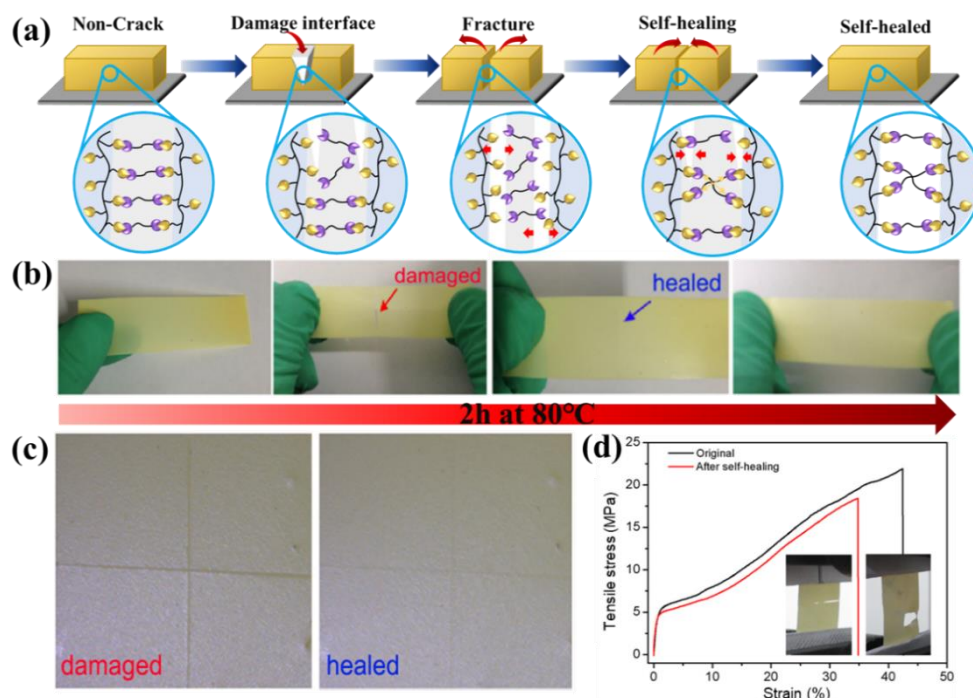 (a)
Non-Crack
Damage interface
Fracture
Self-healing
Self-healed
(b)
damaged
healed
2h at 80°C
(c)
damaged
healed
(d)
Original
After self-healing
Tensile stress (MPa)
25
20
15
10
5
0
0 10 20 30 40 50
Strain (%)